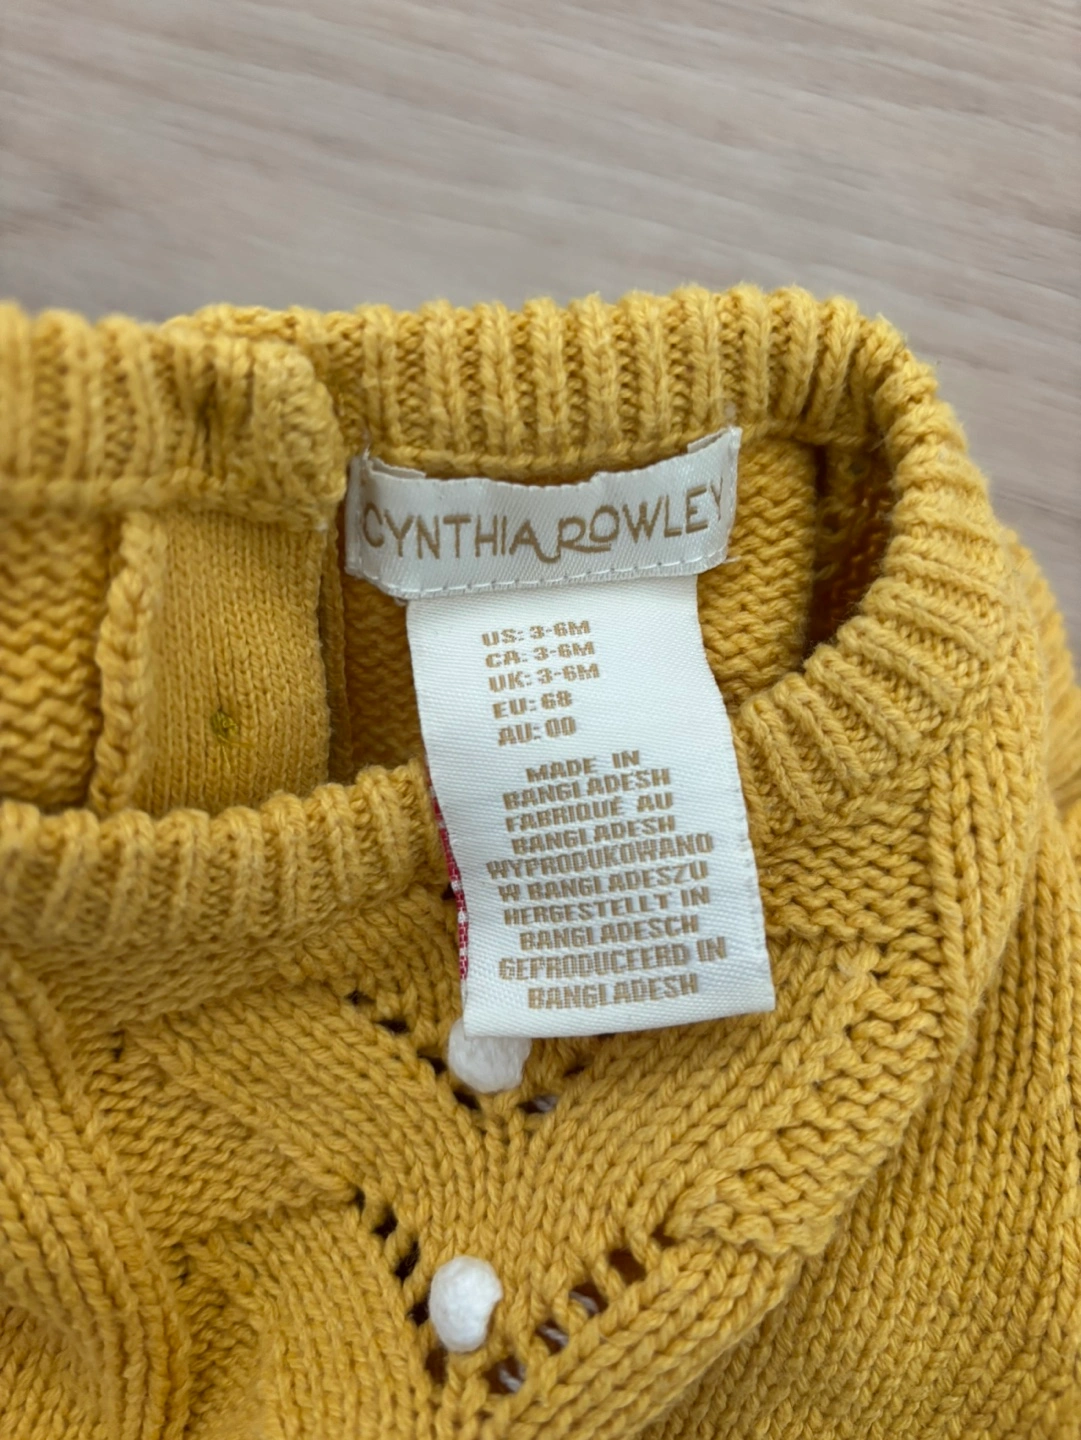 CYNTHIA ROWLEY
US: 3-6M
CA: 3-6M
UK: 3-6M
EU: 68
AU: 00
MADE IN
BANGLADESH
FABRIQUÉ AU
BANGLADESH
WYPRODUKOWANO
W BANGLADESZU
HERGESTELLT IN
BANGLADESCH
GEPRODUCEERD IN
BANGLADESH